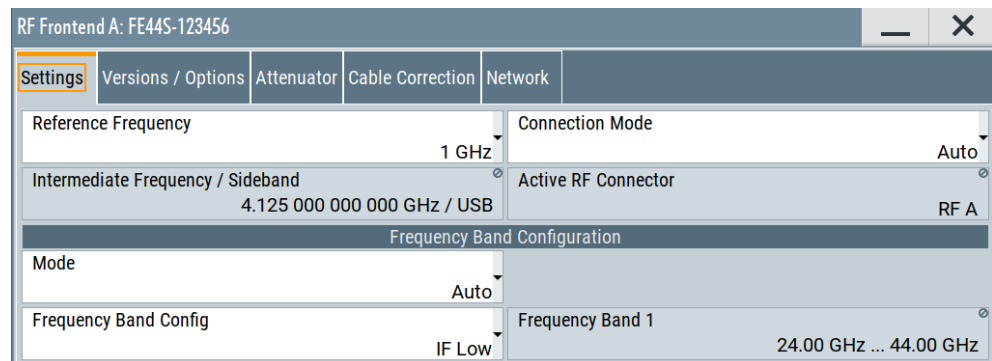 RF Frontend A: FE44S-123456
Settings Versions / Options Attenuator Cable Correction Network
Reference Frequency
1 GHz
Connection Mode
Auto
Intermediate Frequency / Sideband
4.125 000 000 000 GHz / USB
Active RF Connector
RF A
Frequency Band Configuration
Mode
Auto
Frequency Band Config
IF Low
Frequency Band 1
24.00 GHz ... 44.00 GHz